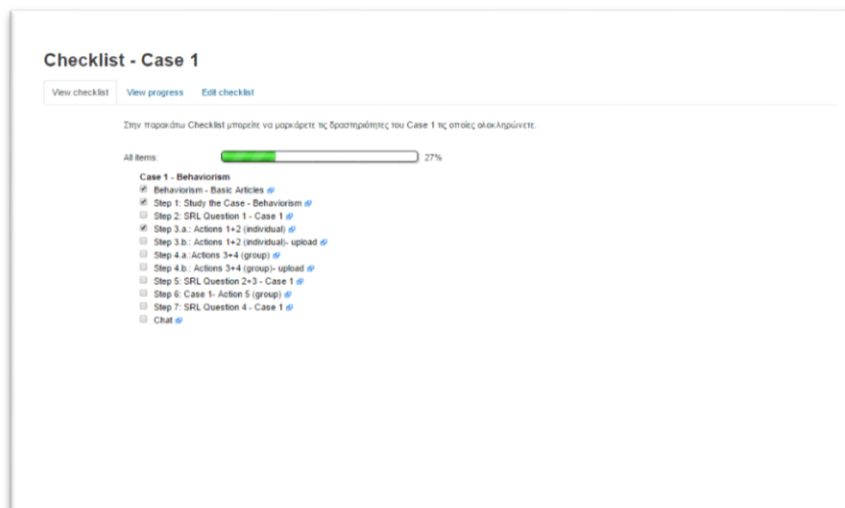 Checklist - Case 1
View checklist View progress Edit checklist
Στην παρακάτω Checklist μπορείτε να μαρκάρετε τις δραστηριότητες του Case 1 τις οποίες ολοκληρώνετε.
All items: 27%
Case 1 - Behaviorism
Behaviorism - Basic Articles
Step 1: Study the Case - Behaviorism
Step 2: SRL Question 1 - Case 1
Step 3.a.: Actions 1+2 (individual)
Step 3.b.: Actions 1+2 (individual)- upload
Step 4.a.:Actions 3+4 (group)
Step 4.b.: Actions 3+4 (group)- upload
Step 5: SRL Question 2+3 - Case 1
Step 6: Case 1- Action 5 (group)
Step 7: SRL Question 4 - Case 1
Chat